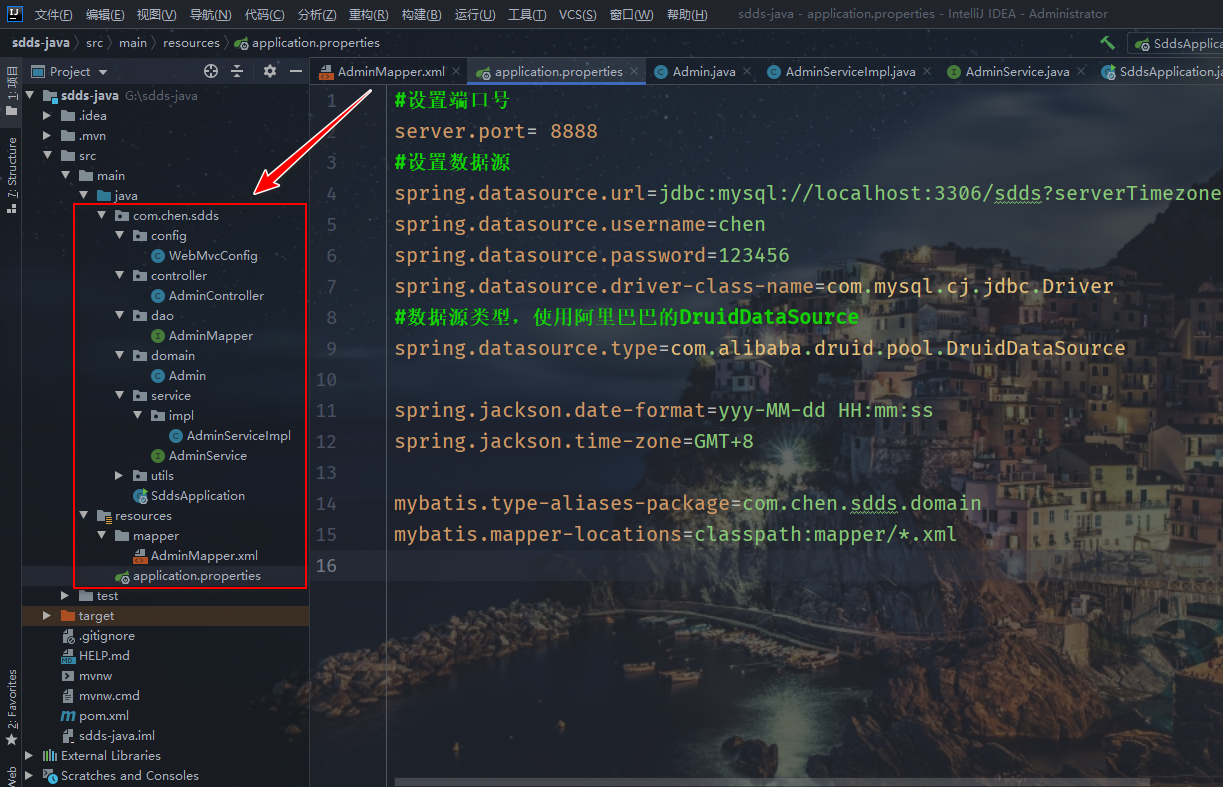 文件(F) 编辑(E) 视图(V) 导航(N) 代码(C) 分析(Z) 重构(R) 构建(B) 运行(U) 工具(T) VCS(S) 窗口(W) 帮助(H) sdds-java - application.properties - IntelliJ IDEA - Administrator
sdds-java src main resources application.properties SddsApplica
1: 项目
7: Structure
2: Favorites
Web
Project
sdds-java G:\sdds-java
.idea
.mvn
src
main
java
com.chen.sdds
config
WebMvcConfig
controller
AdminController
dao
AdminMapper
domain
Admin
service
impl
AdminServiceImpl
AdminService
utils
SddsApplication
resources
mapper
AdminMapper.xml
application.properties
test
target
.gitignore
HELP.md
mvnw
mvnw.cmd
pom.xml
sdds-java.iml
External Libraries
Scratches and Consoles
AdminMapper.xml application.properties Admin.java AdminServiceImpl.java AdminService.java SddsApplication.ja
1 #设置端口号
2 server.port= 8888
3 #设置数据源
4 spring.datasource.url=jdbc:mysql://localhost:3306/sdds?serverTimezone
5 spring.datasource.username=chen
6 spring.datasource.password=123456
7 spring.datasource.driver-class-name=com.mysql.cj.jdbc.Driver
8 #数据源类型，使用阿里巴巴的DruidDataSource
9 spring.datasource.type=com.alibaba.druid.pool.DruidDataSource
10
11 spring.jackson.date-format=yyy-MM-dd HH:mm:ss
12 spring.jackson.time-zone=GMT+8
13
14 mybatis.type-aliases-package=com.chen.sdds.domain
15 mybatis.mapper-locations=classpath:mapper/*.xml
16